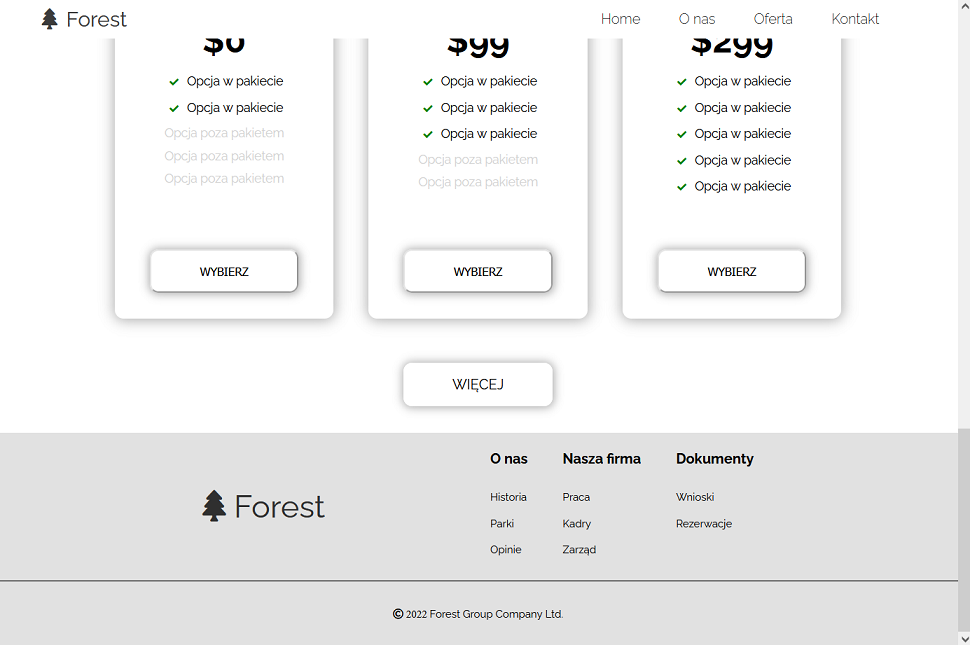 Forest Home O nas Oferta Kontakt
$0 $99 $299
Opcja w pakiecie Opcja w pakiecie Opcja w pakiecie
Opcja w pakiecie Opcja w pakiecie Opcja w pakiecie
Opcja poza pakietem Opcja w pakiecie Opcja w pakiecie
Opcja poza pakietem Opcja poza pakietem Opcja w pakiecie
Opcja poza pakietem Opcja poza pakietem Opcja w pakiecie
WYBIERZ WYBIERZ WYBIERZ
WIĘCEJ
Forest
O nas Nasza firma Dokumenty
Historia Praca Wnioski
Parki Kadry Rezerwacje
Opinie Zarząd
© 2022 Forest Group Company Ltd.